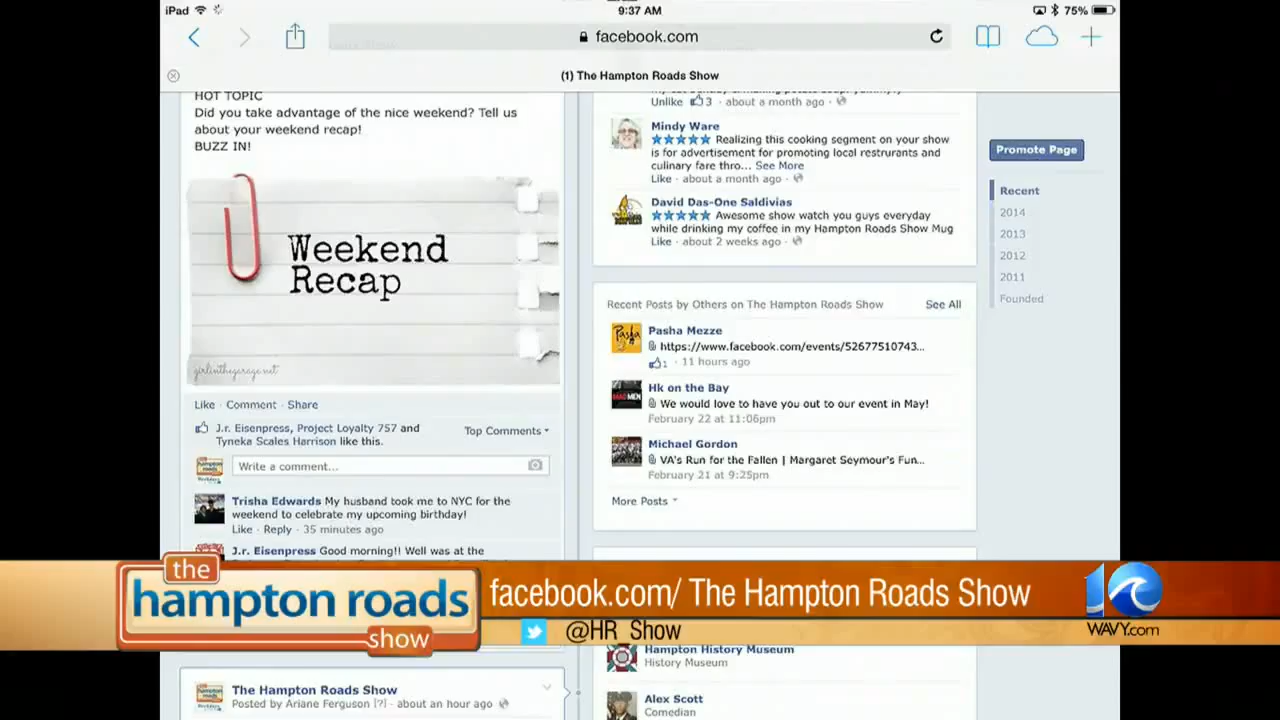 iPad
9:37 AM
75%
facebook.com
(1) The Hampton Roads Show
HOT TOPIC
Did you take advantage of the nice weekend? Tell us
about your weekend recap!
BUZZ IN!
Weekend
Recap
girlinthegarage.net
Like · Comment · Share
J.r. Eisenpress, Project Loyalty 757 and
Tyneka Scales Harrison like this.
Top Comments
Write a comment...
Trisha Edwards My husband took me to NYC for the
weekend to celebrate my upcoming birthday!
Like · Reply · 35 minutes ago
J.r. Eisenpress Good morning!! Well was at the
Unlike 3 · about a month ago
Mindy Ware
Realizing this cooking segment on your show
is for advertisement for promoting local restrurants and
culinary fare thro... See More
Like · about a month ago
David Das-One Saldivias
Awesome show watch you guys everyday
while drinking my coffee in my Hampton Roads Show Mug
Like · about 2 weeks ago
Recent Posts by Others on The Hampton Roads Show See All
Pasha Mezze
https://www.facebook.com/events/52677510743...
1 · 11 hours ago
Hk on the Bay
We would love to have you out to our event in May!
February 22 at 11:06pm
Michael Gordon
VA's Run for the Fallen | Margaret Seymour's Fun...
February 21 at 9:25pm
More Posts
Promote Page
Recent
2014
2013
2012
2011
Founded
the
hampton roads
show
facebook.com/ The Hampton Roads Show
@HR_Show
10
WAVY.com
The Hampton Roads Show
Posted by Ariane Ferguson [?] · about an hour ago
Hampton History Museum
History Museum
Alex Scott
Comedian